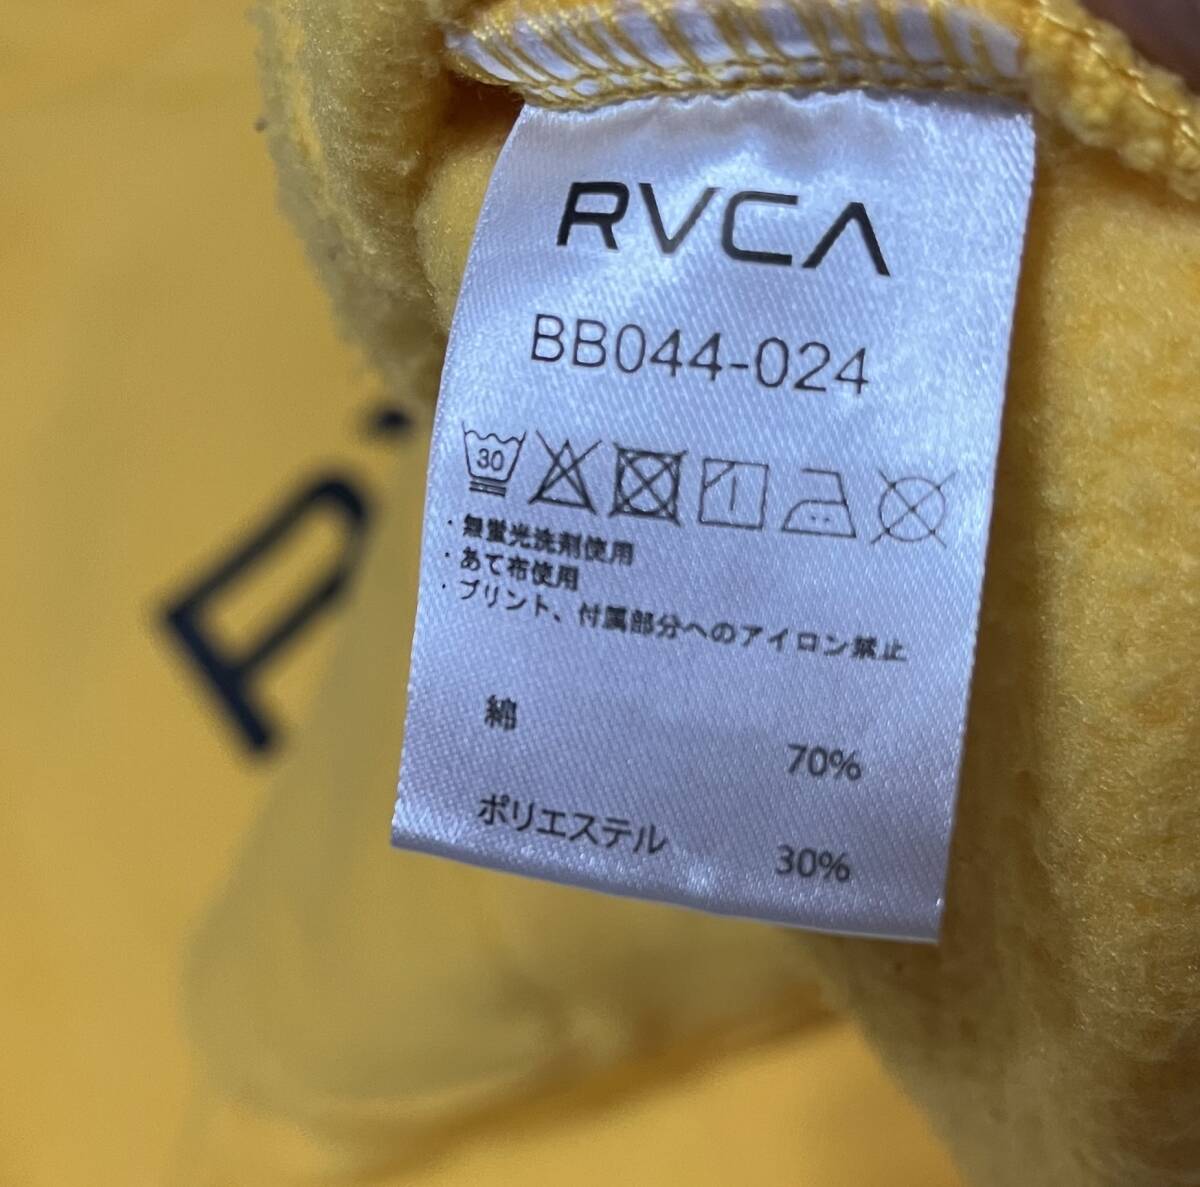 RVCA
BB044-024
30
・無蛍光洗剤使用
・あて布使用
・プリント、付属部分へのアイロン禁止
綿 70%
ポリエステル 30%